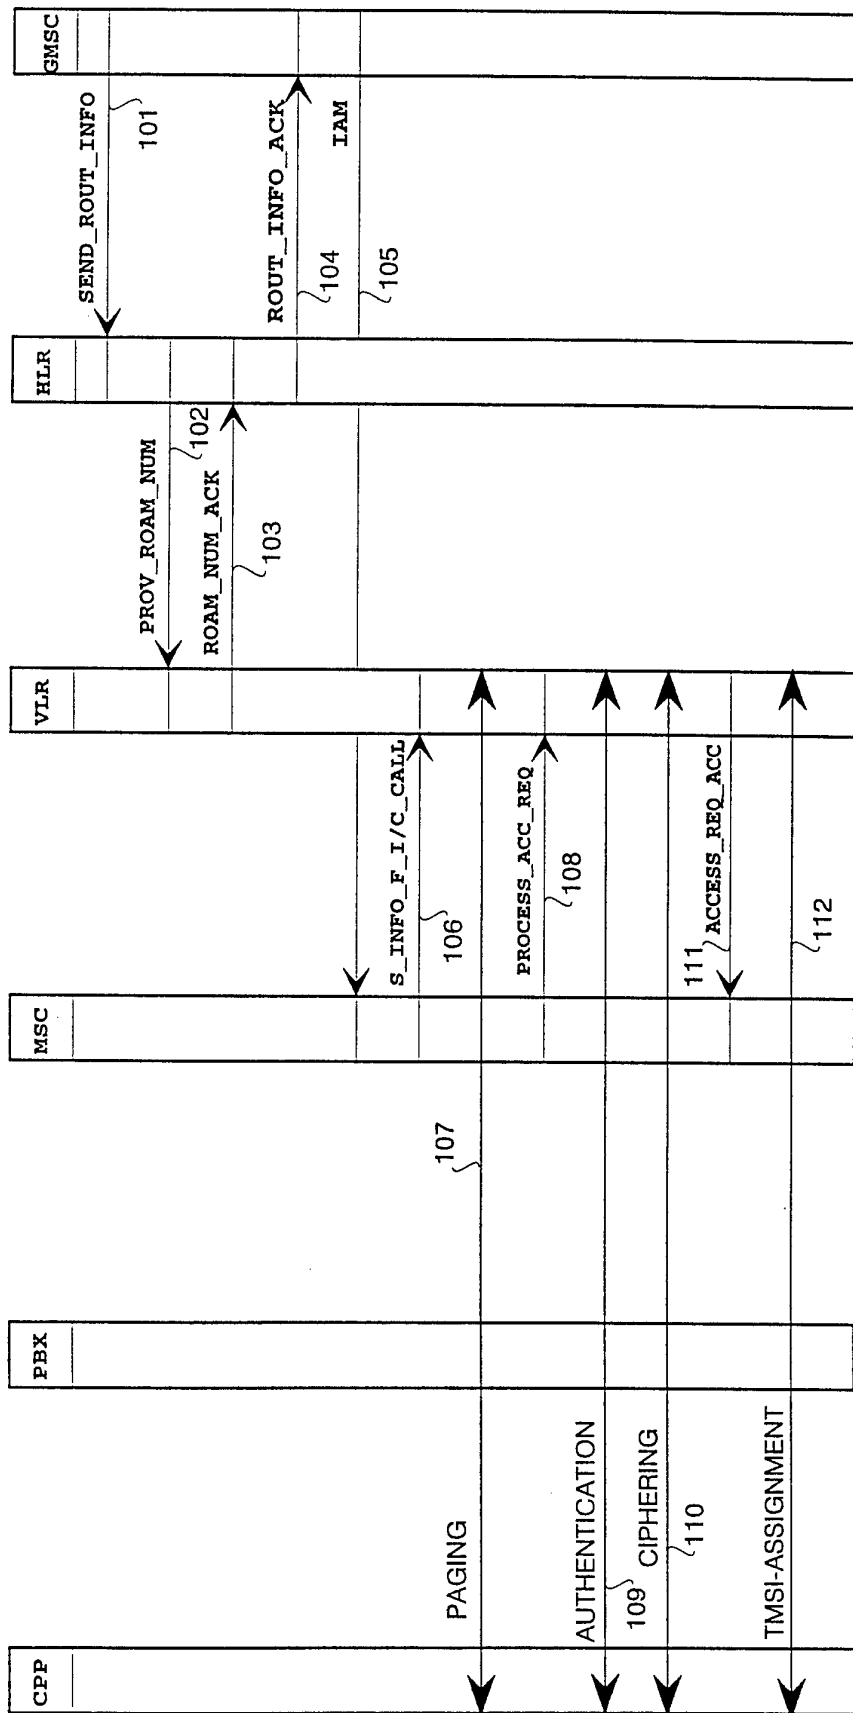 CPP
PBX
MSC
VLR
HLR
GMSC
SEND_ROUT_INFO
101
PROV_ROAM_NUM
102
ROAM_NUM_ACK
103
ROUT_INFO_ACK
104
IAM
105
S_INFO_F_I/C_CALL
106
PAGING
107
PROCESS_ACC_REQ
108
AUTHENTICATION
109
CIPHERING
110
ACCESS_REQ_ACC
111
TMSI-ASSIGNMENT
112